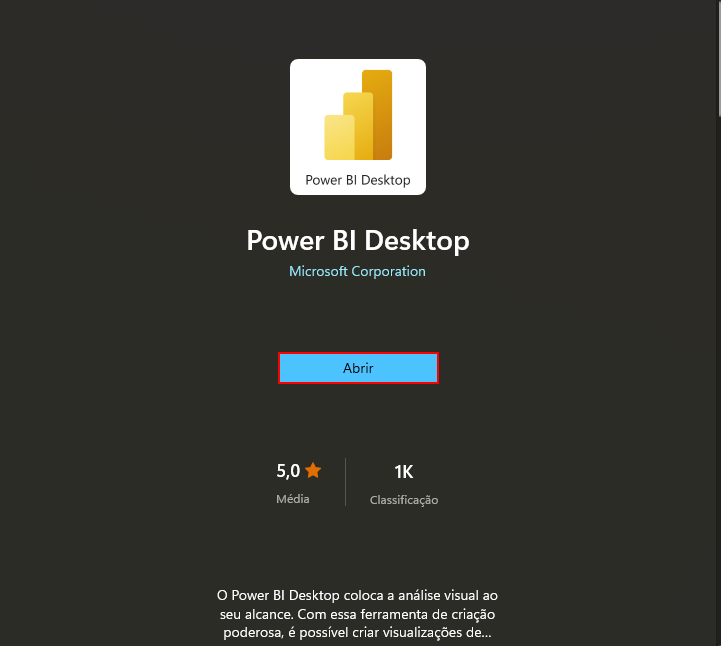 Power BI Desktop
Power BI Desktop
Microsoft Corporation
Abrir
5,0
1K
Média
Classificação
O Power BI Desktop coloca a análise visual ao
seu alcance. Com essa ferramenta de criação
poderosa, é possível criar visualizações de...